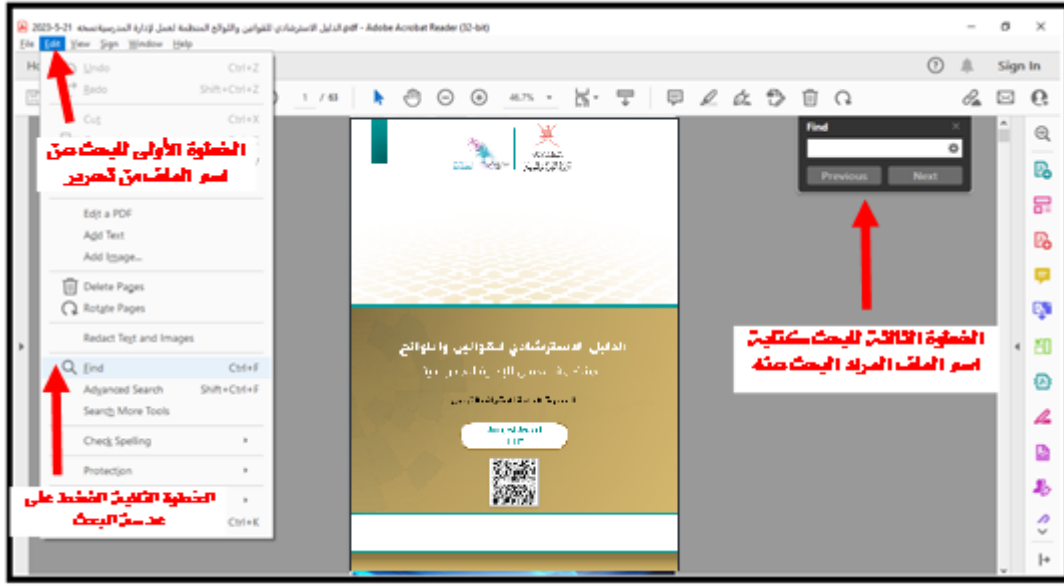 الدليل الاسترشادي للقوانين واللوائح المنظمة لعمل لإدارة المدرسية نسخه 21-5-2023.pdf - Adobe Acrobat Reader (32-bit)
File Edit View Sign Window Help
Sign In
Undo Ctrl+Z
Redo Shift+Ctrl+Z
1 / 63
46.7%
Cut Ctrl+X
الخطوة الأولى للبحث عن
اسم الملف من تحرير
Find
Previous Next
Edit a PDF
Add Text
Add Image...
Delete Pages
Rotate Pages
Redact Text and Images
Find Ctrl+F
Advanced Search Shift+Ctrl+F
Search More Tools
Check Spelling
Protection
Ctrl+K
الخطوة الثانية الضغط على
عدسة البحث
الخطوة الثالثة للبحث كتابة
اسم الملف المراد البحث عنه
الدليل الاسترشادي للقوانين واللوائح